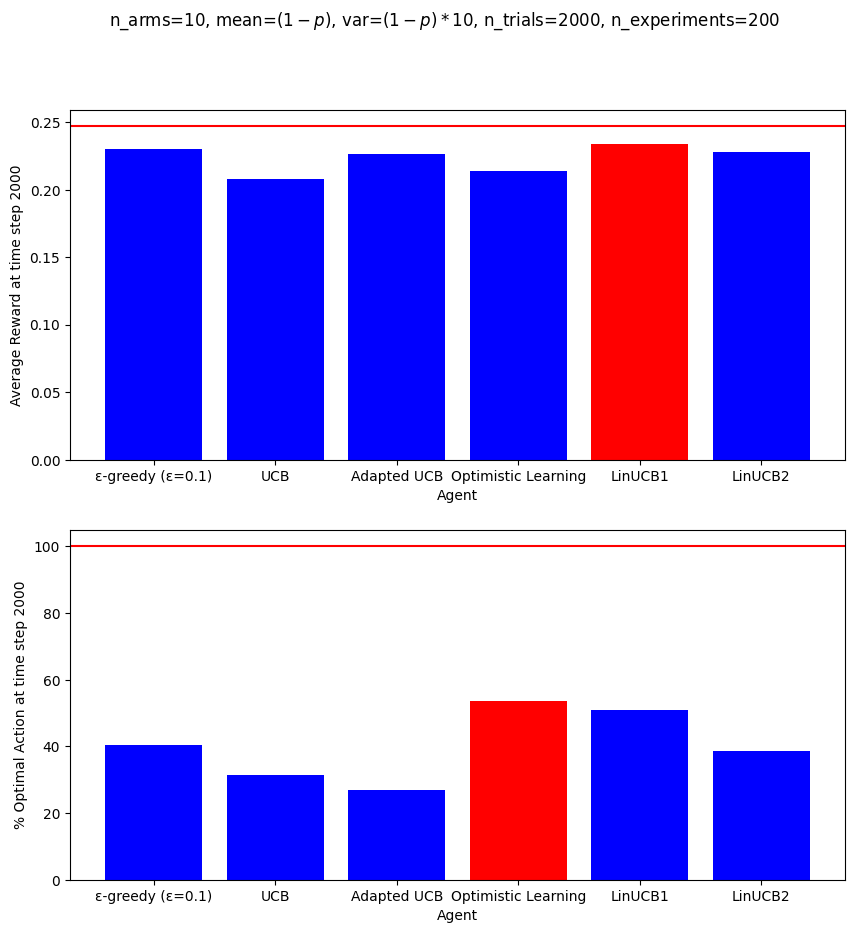 n_arms=10, mean=(1 − p), var=(1 − p) * 10, n_trials=2000, n_experiments=200
0.25
0.20
0.15
0.10
0.05
0.00
Average Reward at time step 2000
ε-greedy (ε=0.1) UCB Adapted UCB Optimistic Learning LinUCB1 LinUCB2
Agent
100
80
60
40
20
0
% Optimal Action at time step 2000
ε-greedy (ε=0.1) UCB Adapted UCB Optimistic Learning LinUCB1 LinUCB2
Agent